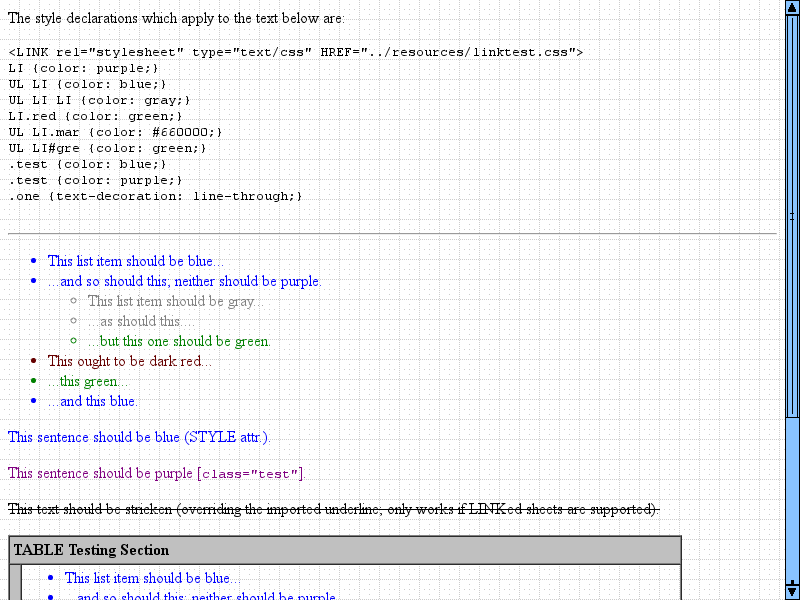 The style declarations which apply to the text below are:
<LINK rel="stylesheet" type="text/css" HREF="../resources/linktest.css">
LI {color: purple;}
UL LI {color: blue;}
UL LI LI {color: gray;}
LI.red {color: green;}
UL LI.mar {color: #660000;}
UL LI#gre {color: green;}
.test {color: blue;}
.test {color: purple;}
.one {text-decoration: line-through;}
This list item should be blue...
...and so should this; neither should be purple.
This list item should be gray...
...as should this....
...but this one should be green.
This ought to be dark red...
...this green...
...and this blue.
This sentence should be blue (STYLE attr.).
This sentence should be purple [class="test"].
This text should be stricken (overriding the imported underline; only works if LINKed sheets are supported).
TABLE Testing Section
This list item should be blue...
...and so should this; neither should be purple.